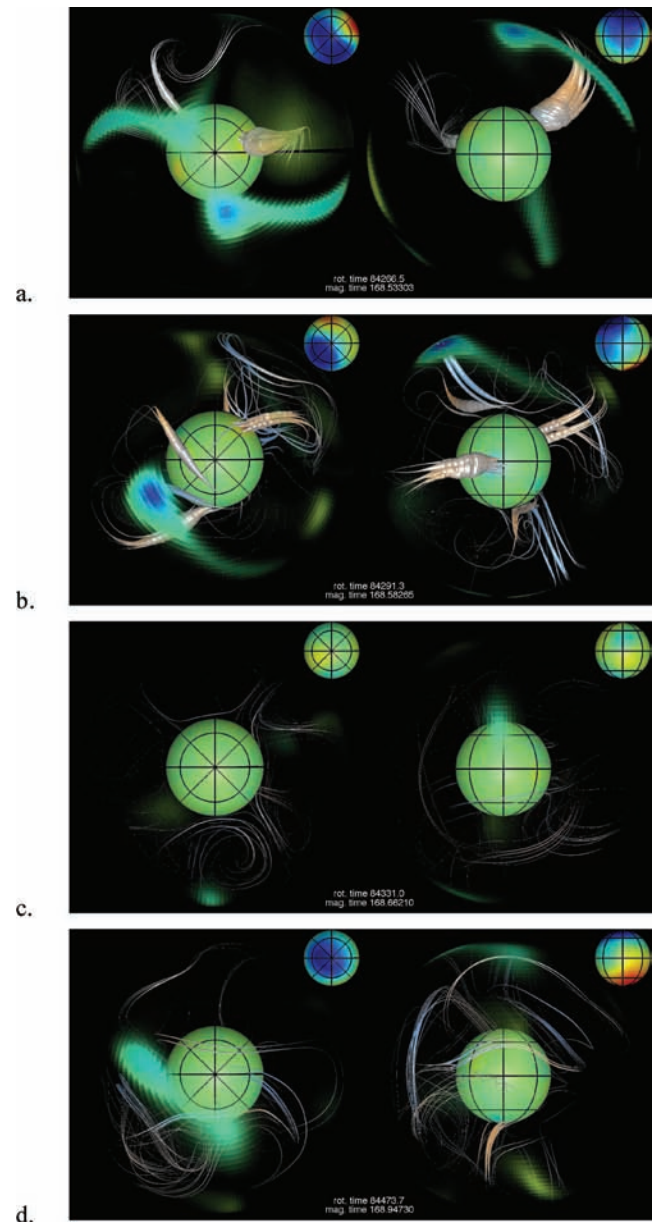 rot. time 84266.5
mag. time 168.53303
a.
rot. time 84291.3
mag. time 168.58265
b.
rot. time 84331.0
mag. time 168.66210
c.
rot. time 84473.7
mag. time 168.94730
d.